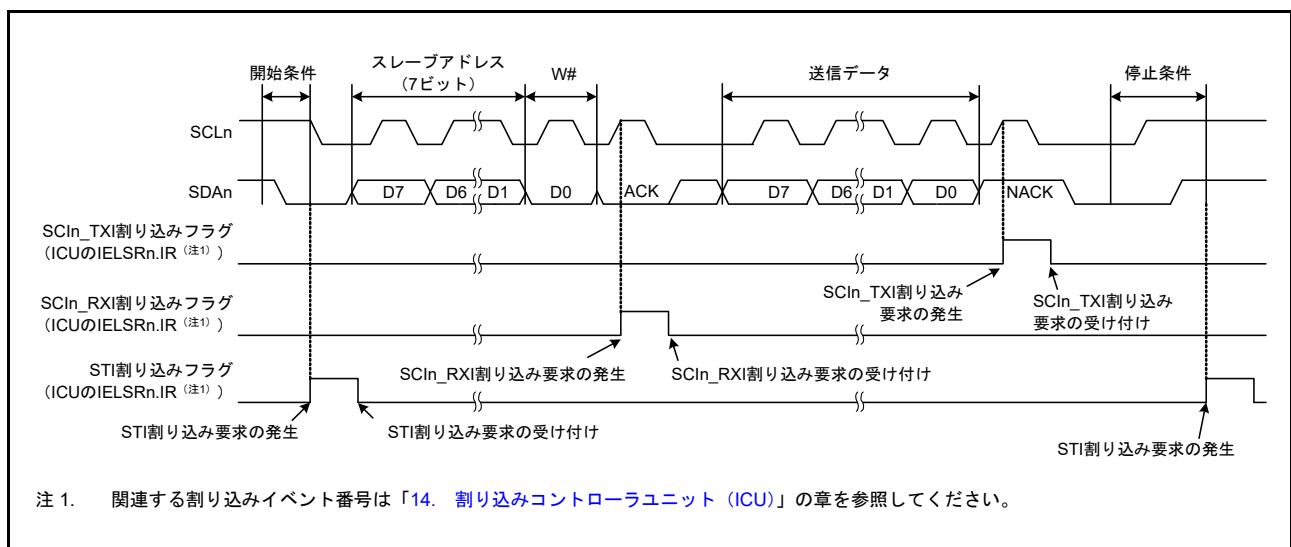 開始条件
スレーブアドレス
（7ビット）
W#
送信データ
停止条件
SCLn
SDAn
D7
D6
D1
D0
ACK
D7
D6
D1
D0
NACK
SCIn_TXI割り込みフラグ
（ICUのIELSRn.IR（注1））
SCIn_TXI割り込み
要求の発生
SCIn_TXI割り込み
要求の受け付け
SCIn_RXI割り込みフラグ
（ICUのIELSRn.IR（注1））
SCIn_RXI割り込み要求の発生
SCIn_RXI割り込み要求の受け付け
STI割り込みフラグ
（ICUのIELSRn.IR（注1））
STI割り込み要求の発生
STI割り込み要求の受け付け
STI割り込み要求の発生
注 1. 関連する割り込みイベント番号は「14. 割り込みコントローラユニット（ICU）」の章を参照してください。